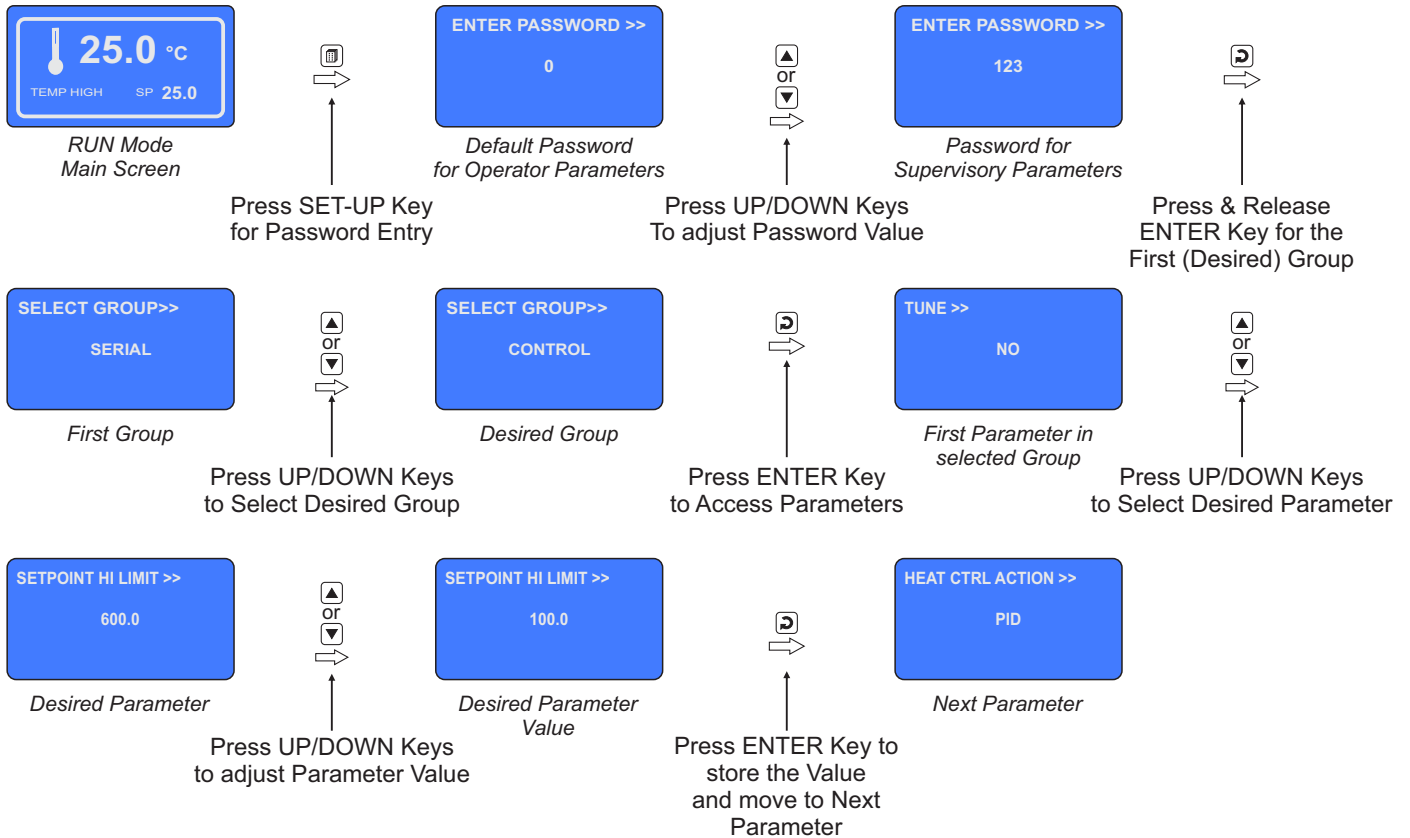 25.0 °C
TEMP HIGH SP 25.0
RUN Mode
Main Screen
Press SET-UP Key
for Password Entry
ENTER PASSWORD >>
0
Default Password
for Operator Parameters
or
Press UP/DOWN Keys
To adjust Password Value
ENTER PASSWORD >>
123
Password for
Supervisory Parameters
Press & Release
ENTER Key for the
First (Desired) Group
SELECT GROUP>>
SERIAL
First Group
or
Press UP/DOWN Keys
to Select Desired Group
SELECT GROUP>>
CONTROL
Desired Group
Press ENTER Key
to Access Parameters
TUNE >>
NO
First Parameter in
selected Group
or
Press UP/DOWN Keys
to Select Desired Parameter
SETPOINT HI LIMIT >>
600.0
Desired Parameter
or
Press UP/DOWN Keys
to adjust Parameter Value
SETPOINT HI LIMIT >>
100.0
Desired Parameter
Value
Press ENTER Key to
store the Value
and move to Next
Parameter
HEAT CTRL ACTION >>
PID
Next Parameter